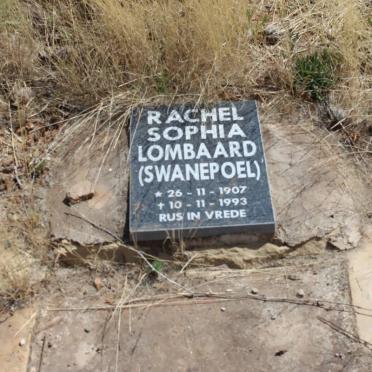 RACHEL
SOPHIA
LOMBAARD
(SWANEPOEL)
★ 26 - 11 - 1907
✝ 10 - 11 - 1993
RUS IN VREDE